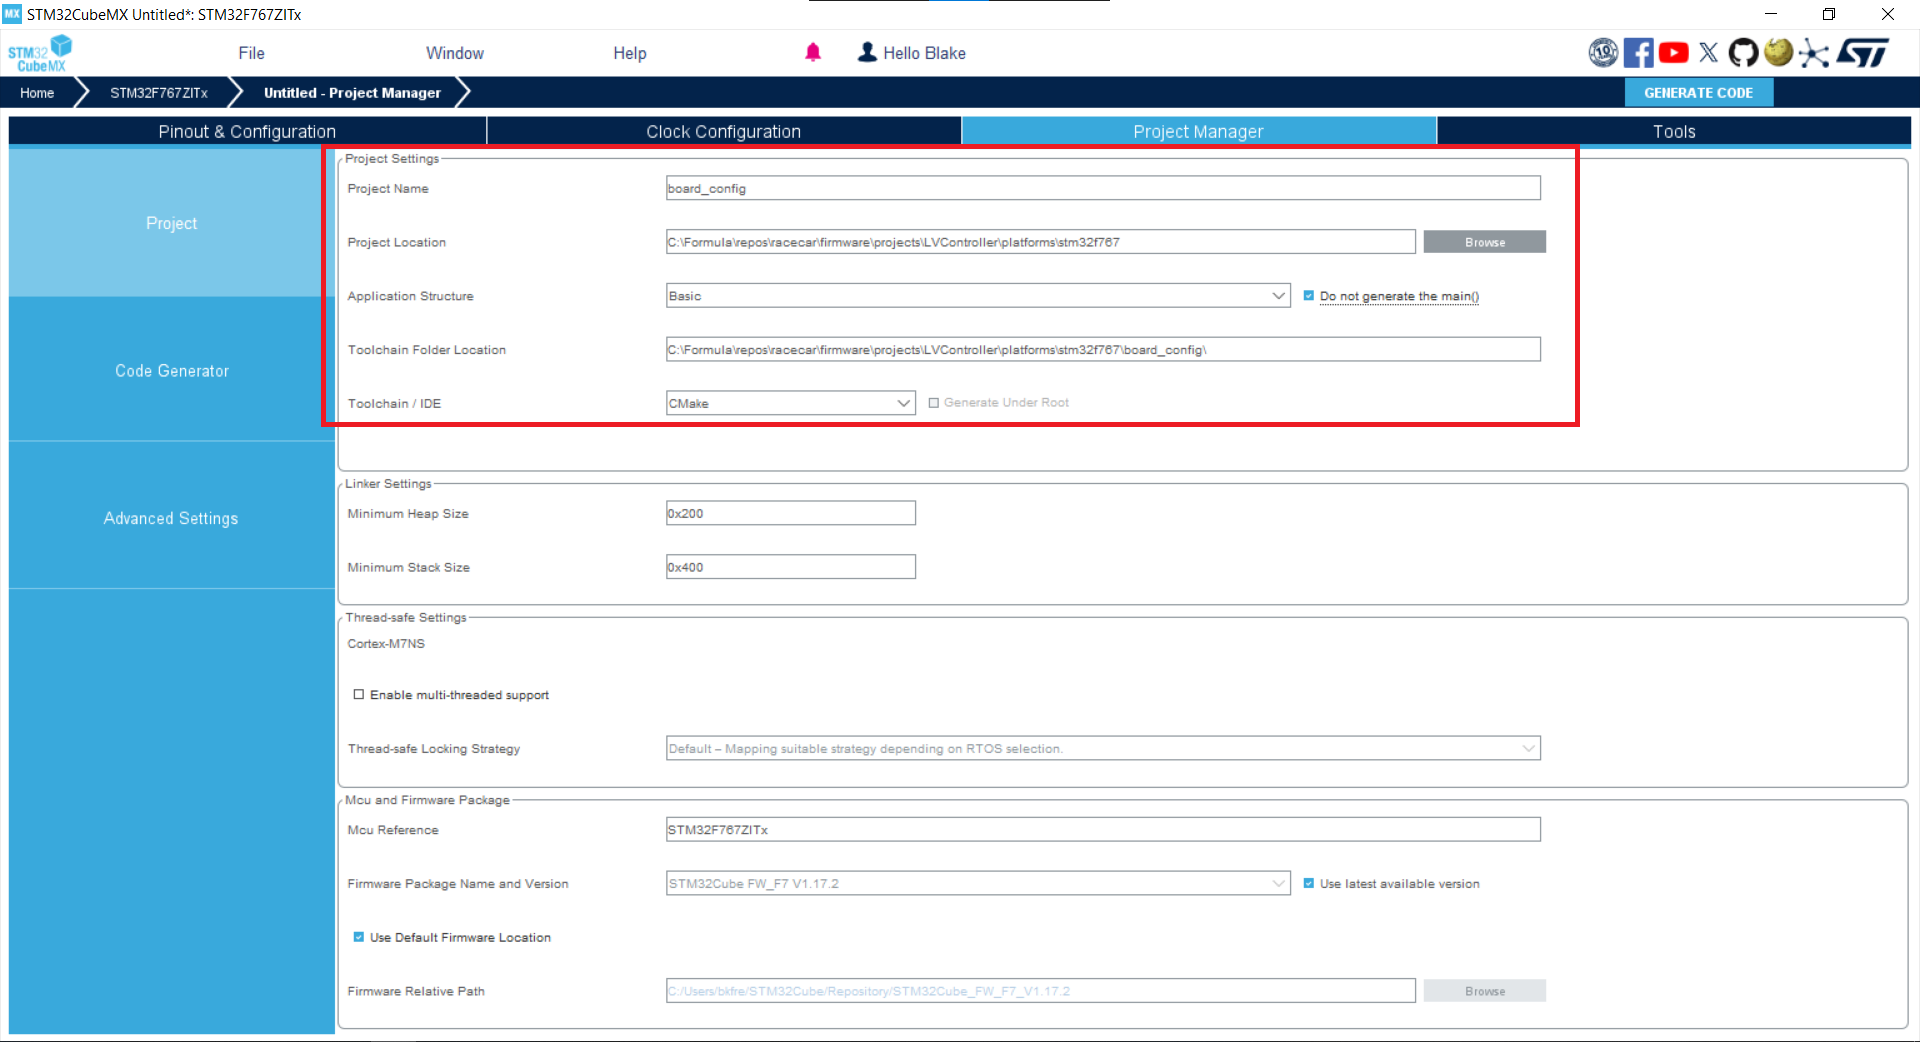 MX STM32CubeMX Untitled*: STM32F767ZITx
STM32 CubeMX
File Window Help Hello Blake
10 ST
Home STM32F767ZITx Untitled - Project Manager GENERATE CODE
Pinout & Configuration Clock Configuration Project Manager Tools
Project
Code Generator
Advanced Settings
Project Settings
Project Name board_config
Project Location C:\Formula\repos\racecar\firmware\projects\LVController\platforms\stm32f767 Browse
Application Structure Basic Do not generate the main()
Toolchain Folder Location C:\Formula\repos\racecar\firmware\projects\LVController\platforms\stm32f767\board_config\
Toolchain / IDE CMake Generate Under Root
Linker Settings
Minimum Heap Size 0x200
Minimum Stack Size 0x400
Thread-safe Settings
Cortex-M7NS
Enable multi-threaded support
Thread-safe Locking Strategy Default – Mapping suitable strategy depending on RTOS selection.
Mcu and Firmware Package
Mcu Reference STM32F767ZITx
Firmware Package Name and Version STM32Cube FW_F7 V1.17.2 Use latest available version
Use Default Firmware Location
Firmware Relative Path C:/Users/bkfre/STM32Cube/Repository/STM32Cube_FW_F7_V1.17.2 Browse